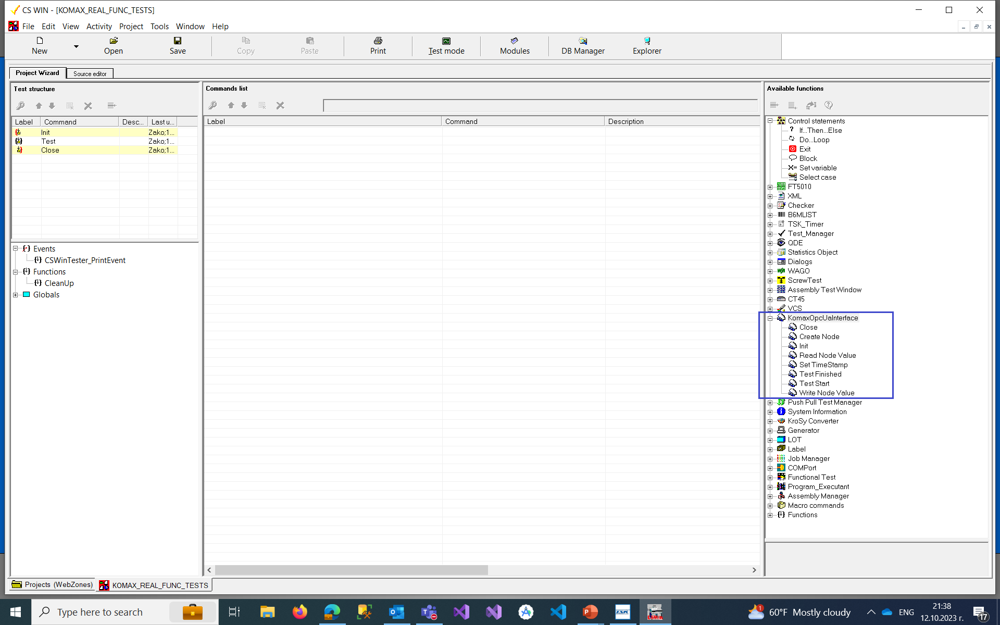 CS WIN - [KOMAX_REAL_FUNC_TESTS]
File Edit View Activity Project Tools Window Help
New Open Save Copy Paste Print Test mode Modules DB Manager Explorer
Project Wizard Source editor
Test structure
Label Command Desc... Last u...
Init Zako;1...
Test Zako;1...
Close Zako;1...
Events
CSWinTester_PrintEvent
Functions
CleanUp
Globals
Commands list
Label Command Description
Available functions
Control statements
If...Then...Else
Do...Loop
Exit
Block
Set variable
Select case
FT5010
XML
Checker
B6MLIST
TSK_Timer
Test_Manager
QDE
Statistics Object
Dialogs
WAGO
ScrewTest
Assembly Test Window
CT45
VCS
KomaxOpcUaInterface
Close
Create Node
Init
Read Node Value
Set TimeStamp
Test Finished
Test Start
Write Node Value
Push Pull Test Manager
System Information
KroSy Converter
Generator
LOT
Label
Job Manager
COMPort
Functional Test
Program_Executant
Assembly Manager
Macro commands
Functions
Projects (WebZones) KOMAX_REAL_FUNC_TESTS
Type here to search
TSK
CSWin
1
60°F Mostly cloudy
ENG
21:38
12.10.2023 г.
17